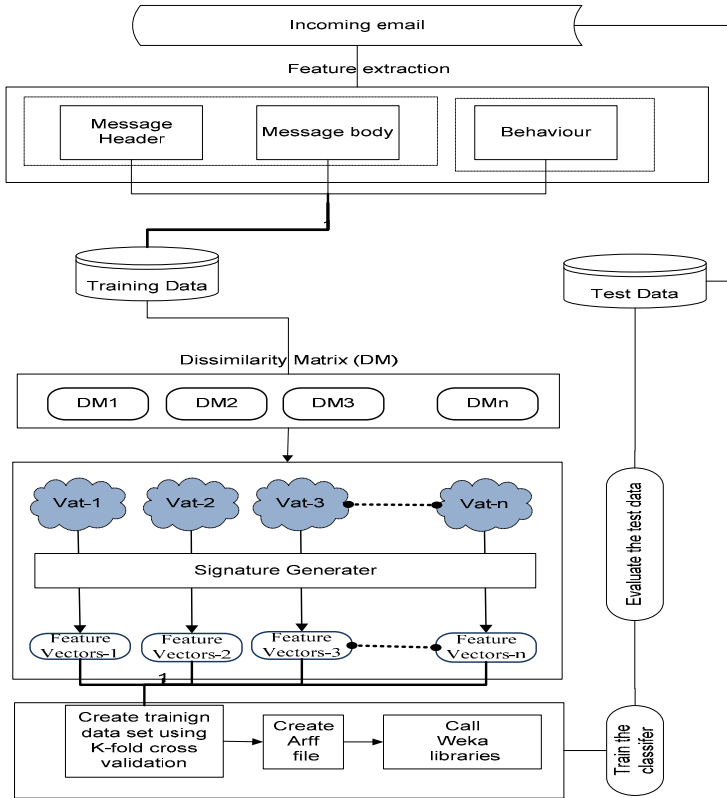 Incoming email
Feature extraction
Message
Header
Message body
Behaviour
1
Training Data
Test Data
Dissimilarity Matrix (DM)
DM1
DM2
DM3
DMn
Vat-1
Vat-2
Vat-3
Vat-n
Signature Generater
Feature
Vectors-1
Feature
Vectors-2
Feature
Vectors-3
Feature
Vectors-n
1
Create trainign
data set using
K-fold cross
validation
Create
Arff
file
Call
Weka
libraries
Evaluate the test data
Train the
classifer